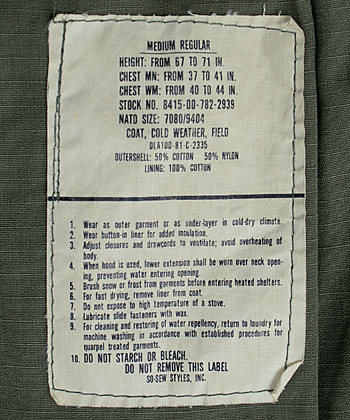 MEDIUM REGULAR
HEIGHT: FROM 67 TO 71 IN.
CHEST MN: FROM 37 TO 41 IN.
CHEST WM: FROM 40 TO 44 IN.
STOCK NO. 8415-00-782-2939
NATO SIZE: 7080/9404
COAT, COLD WEATHER, FIELD
DLA100-81-C-2335
OUTERSHELL: 50% COTTON 50% NYLON
LINING: 100% COTTON
1. Wear as outer garment or as under-layer in cold-dry climate.
2. Wear button-in liner for added insulation.
3. Adjust closures and drawcords to ventilate; avoid overheating of
body.
4. When hood is used, lower extension shall be worn over neck open-
ing, preventing water entering opening.
5. Brush snow or frost from garments before entering heated shelters.
6. For fast drying, remove liner from coat.
7. Do not expose to high temperature of a stove.
8. Lubricate slide fasteners with wax.
9. For cleaning and restoring of water repellency, return to laundry for
machine washing in accordance with established procedures for
quarpel treated garments.
10. DO NOT STARCH OR BLEACH.
DO NOT REMOVE THIS LABEL
SO-SEW STYLES, INC.